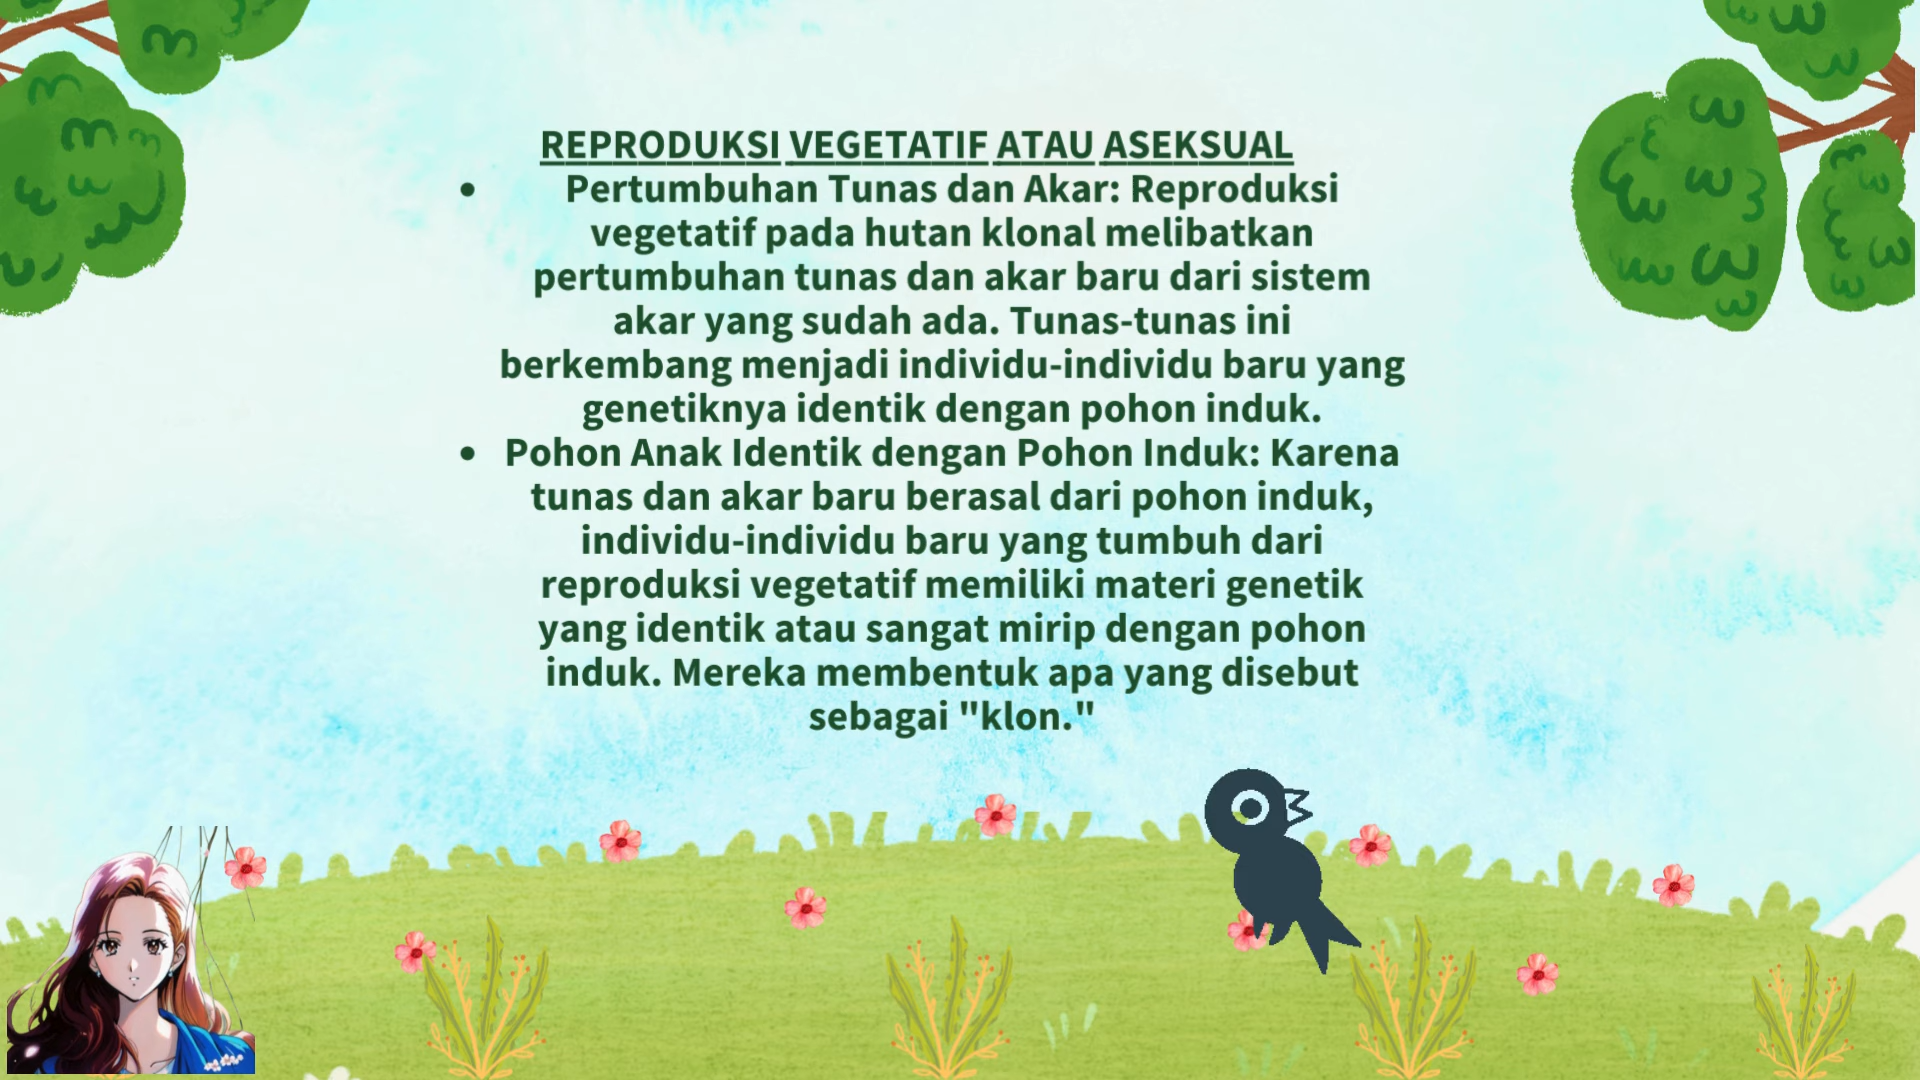 REPRODUKSI VEGETATIF ATAU ASEKSUAL
• Pertumbuhan Tunas dan Akar: Reproduksi
vegetatif pada hutan klonal melibatkan
pertumbuhan tunas dan akar baru dari sistem
akar yang sudah ada. Tunas-tunas ini
berkembang menjadi individu-individu baru yang
genetiknya identik dengan pohon induk.
• Pohon Anak Identik dengan Pohon Induk: Karena
tunas dan akar baru berasal dari pohon induk,
individu-individu baru yang tumbuh dari
reproduksi vegetatif memiliki materi genetik
yang identik atau sangat mirip dengan pohon
induk. Mereka membentuk apa yang disebut
sebagai "klon."